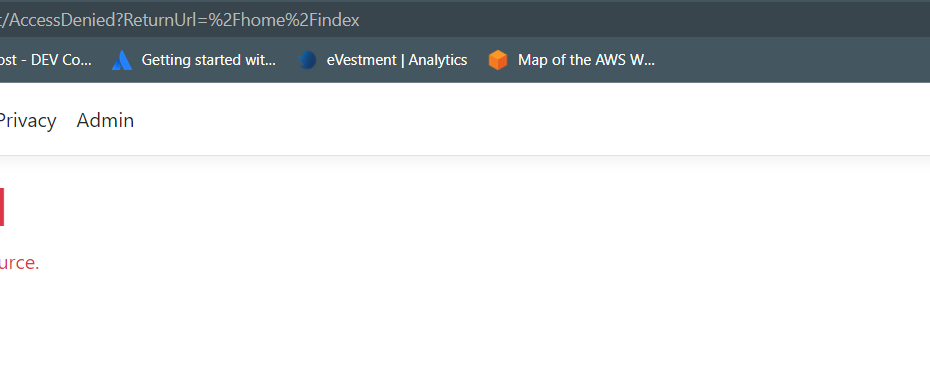 t/AccessDenied?ReturnUrl=%2Fhome%2Findex
ost - DEV Co... Getting started wit... eVestment | Analytics Map of the AWS W...
Privacy Admin
urce.